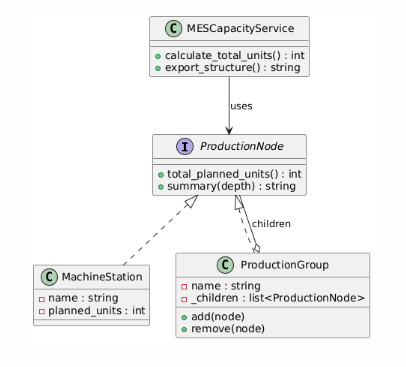 C MESCapacityService
calculate_total_units() : int
export_structure() : string
uses
I ProductionNode
total_planned_units() : int
summary(depth) : string
children
C MachineStation
name : string
planned_units : int
C ProductionGroup
name : string
_children : list<ProductionNode>
add(node)
remove(node)